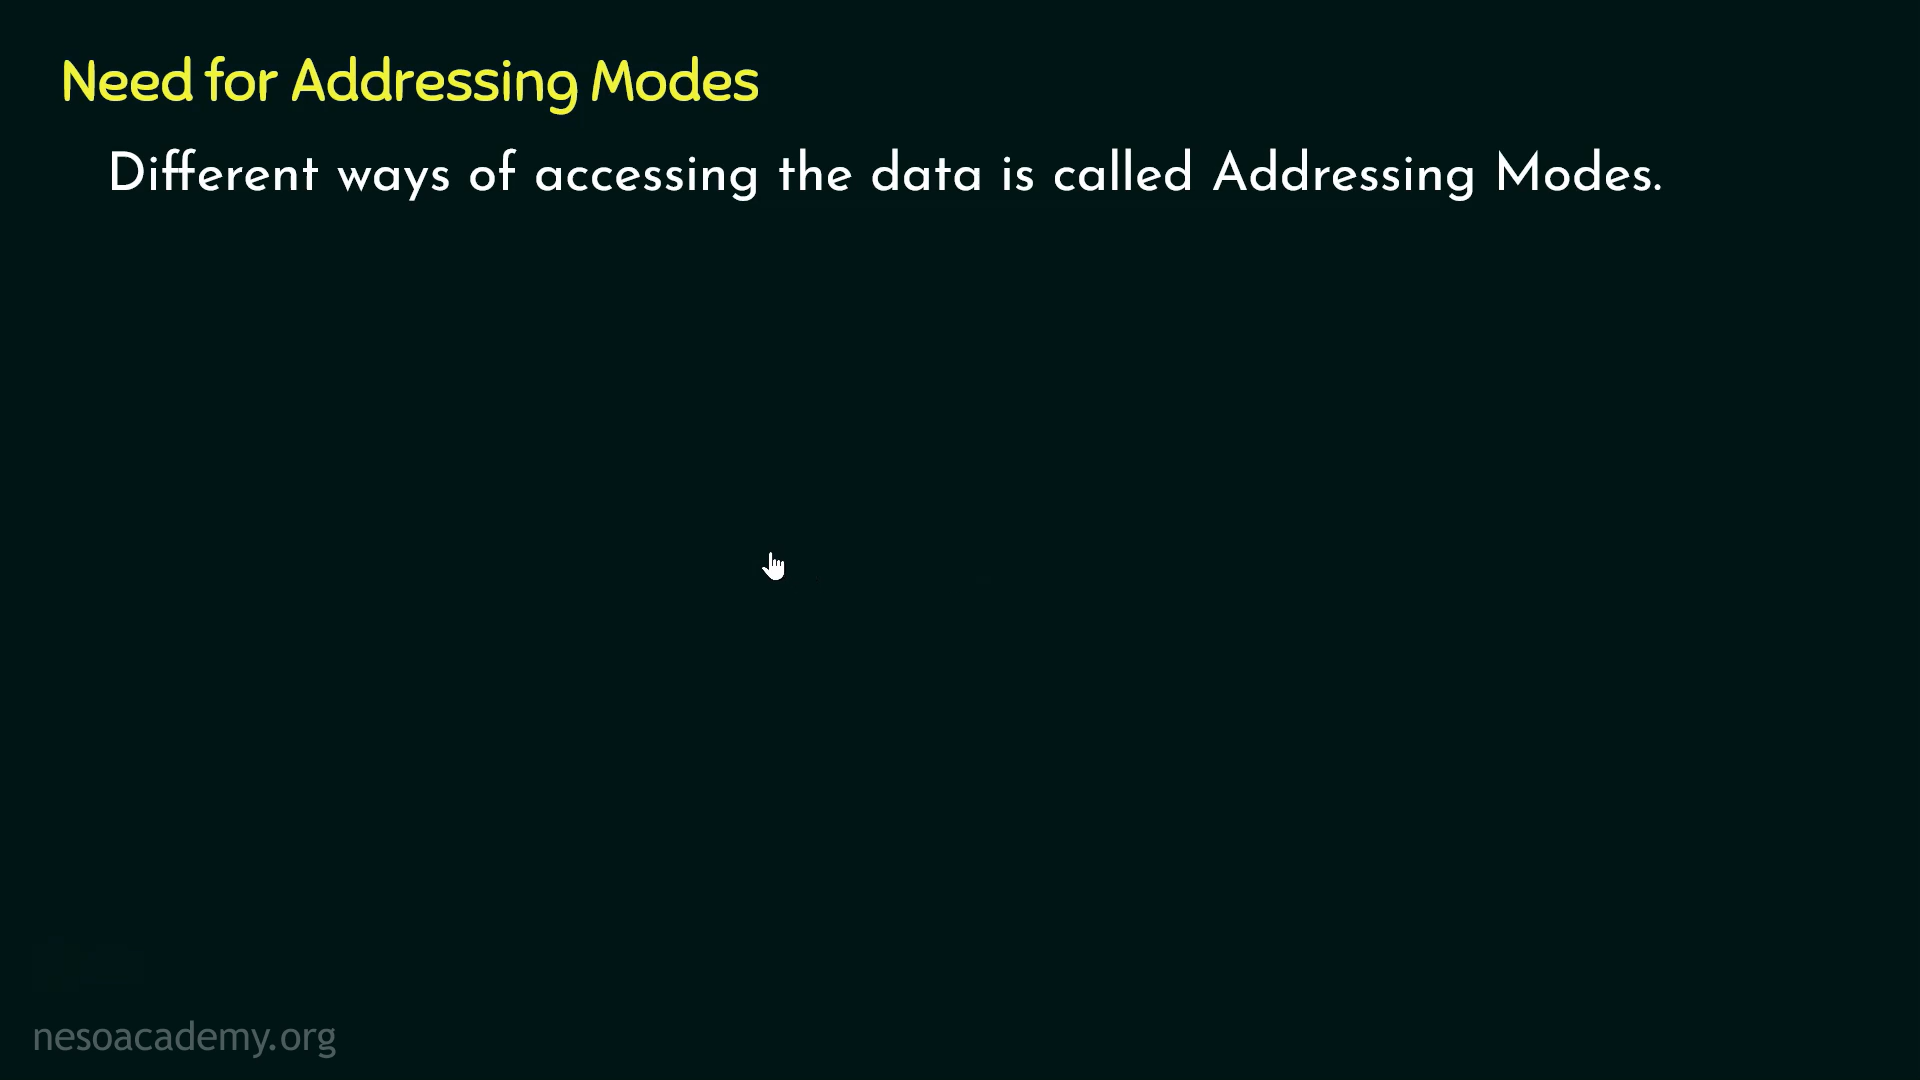 Need for Addressing Modes
Different ways of accessing the data is called Addressing Modes.
nesoacademy.org